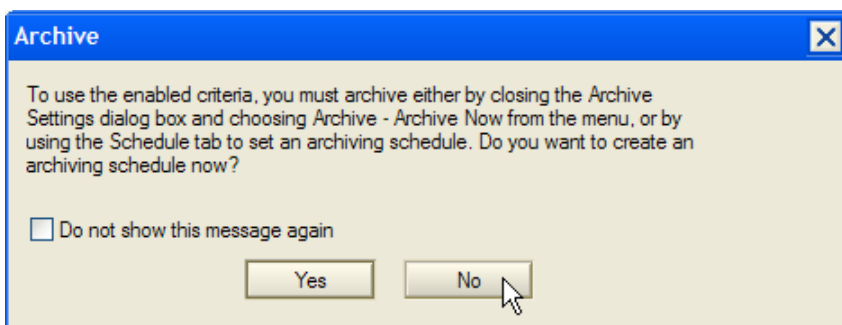 Archive
To use the enabled criteria, you must archive either by closing the Archive
Settings dialog box and choosing Archive - Archive Now from the menu, or by
using the Schedule tab to set an archiving schedule. Do you want to create an
archiving schedule now?
Do not show this message again
Yes No